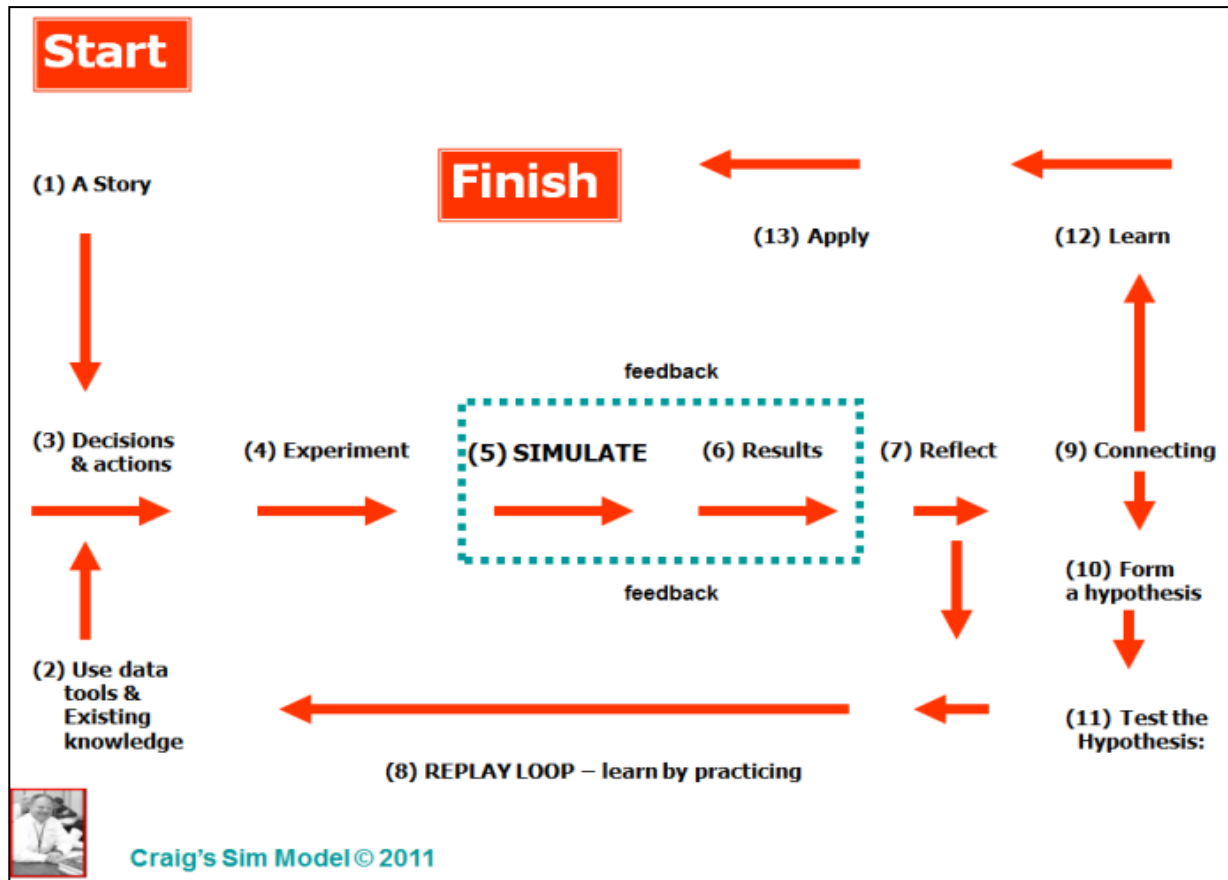 Start
(1) A Story
Finish
(13) Apply
(12) Learn
feedback
(3) Decisions
& actions
(4) Experiment
(5) SIMULATE
(6) Results
(7) Reflect
(9) Connecting
feedback
(10) Form
a hypothesis
(2) Use data
tools &
Existing
knowledge
(11) Test the
Hypothesis:
(8) REPLAY LOOP – learn by practicing
Craig's Sim Model © 2011